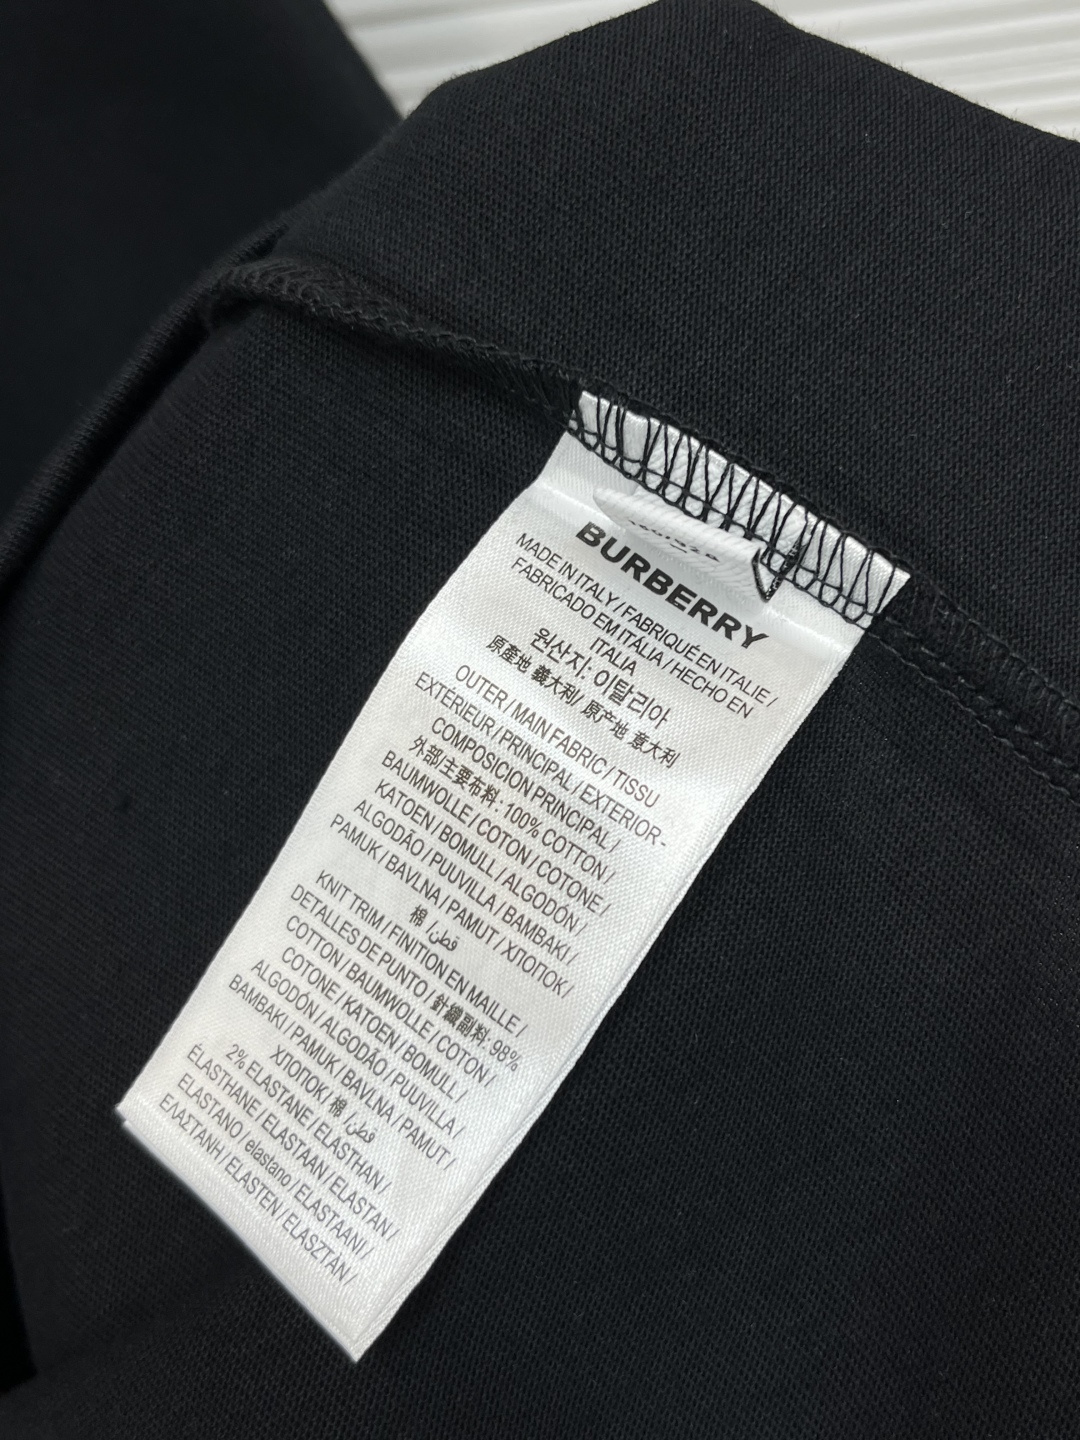 BURBERRY
MADE IN ITALY / FABRIQUÉ EN ITALIE /
FABRICADO EM ITÁLIA / HECHO EN
ITALIA
원산지: 이탈리아
原產地 義大利/ 原产地 意大利
OUTER / MAIN FABRIC / TISSU
EXTÉRIEUR / PRINCIPAL / EXTERIOR-
COMPOSICION PRINCIPAL /
外部/主要布料: 100% COTTON /
BAUMWOLLE / COTON / COTONE /
KATOEN / BOMULL / ALGODÓN /
ALGODÃO / PUUVILLA / BAMBAKI /
PAMUK / BAVLNA / PAMUT / ХЛОПОК /
棉 /قطن
KNIT TRIM / FINITION EN MAILLE /
DETALLES DE PUNTO / 針織副料: 98%
COTTON / BAUMWOLLE / COTON /
COTONE / KATOEN / BOMULL /
ALGODÓN / ALGODÃO / PUUVILLA /
BAMBAKI / PAMUK / BAVLNA / PAMUT /
ХЛОПОК / 棉 /قطن
2% ELASTANE / ELASTHAN /
ÉLASTHANE / ELASTAAN / ELASTAN /
ELASTANO / elastano / ELASTAANI /
ΕΛΑΣΤΑΝΗ / ELASTEN / ELASZTÁN /